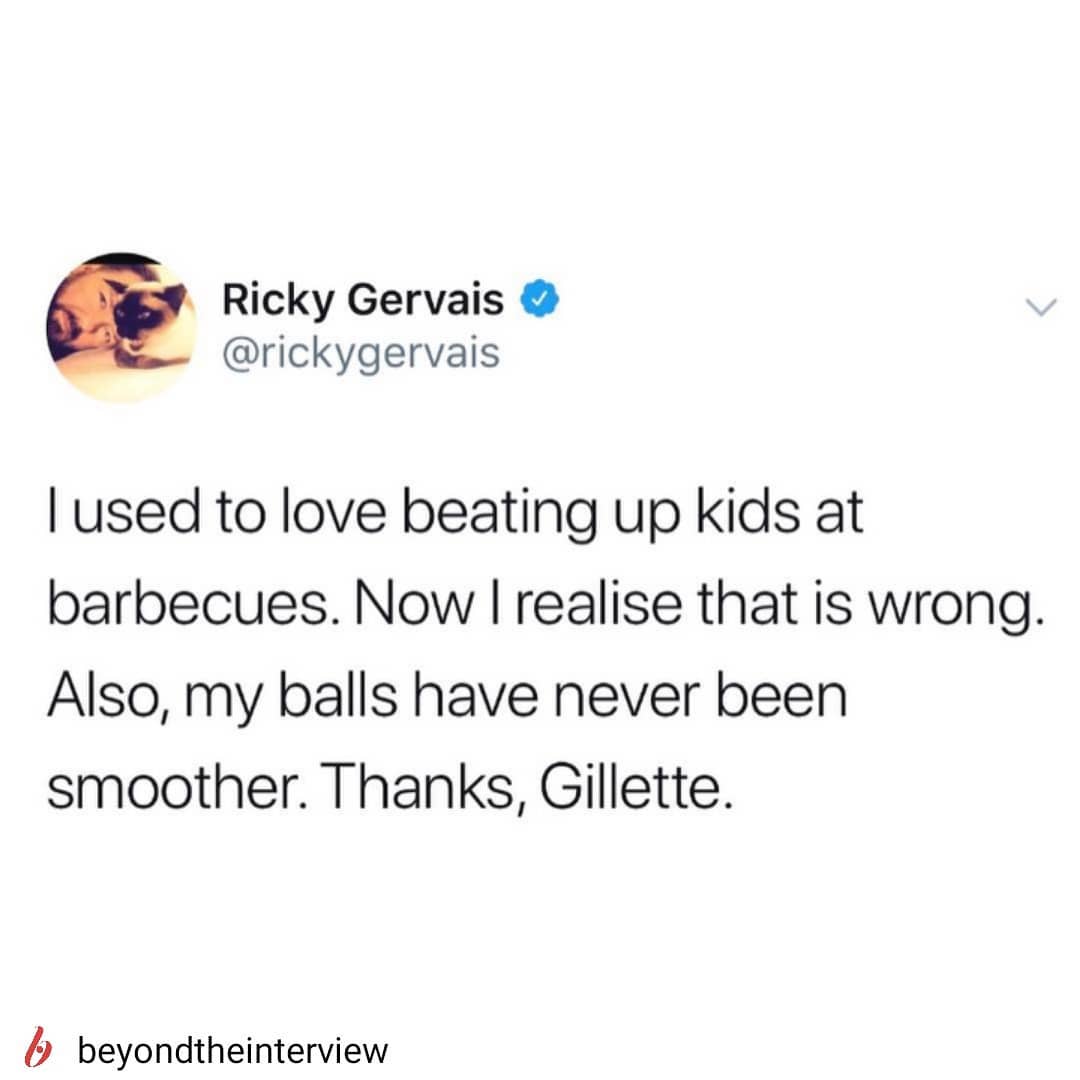 Ricky Gervais
@rickygervais
I used to love beating up kids at
barbecues. Now I realise that is wrong.
Also, my balls have never been
smoother. Thanks, Gillette.
beyondtheinterview